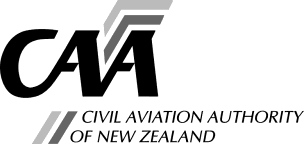 CAA
CIVIL AVIATION AUTHORITY
OF NEW ZEALAND